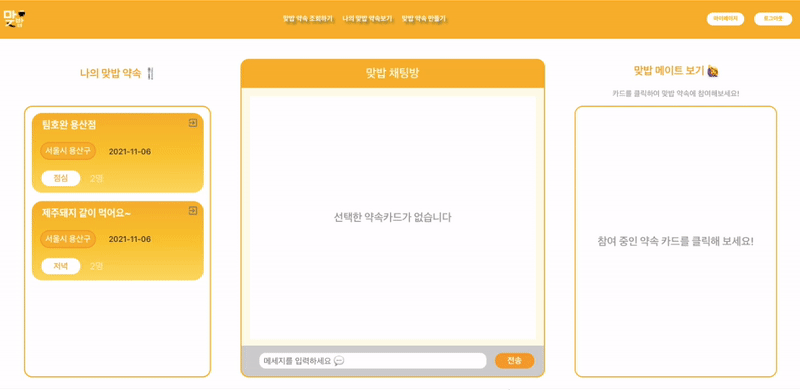 맛밥
맞밥 약속 조회하기 나의 맞밥 약속보기 맞밥 약속 만들기
마이페이지 로그아웃
나의 맞밥 약속 🍴
팀호완 용산점
서울시 용산구 2021-11-06
점심 2명
제주돼지 같이 먹어요~
서울시 용산구 2021-11-06
저녁 2명
맞밥 채팅방
선택한 약속카드가 없습니다
메세지를 입력하세요 💬
전송
맞밥 메이트 보기 🙋
카드를 클릭하여 맞밥 약속에 참여해보세요!
참여 중인 약속 카드를 클릭해 보세요!